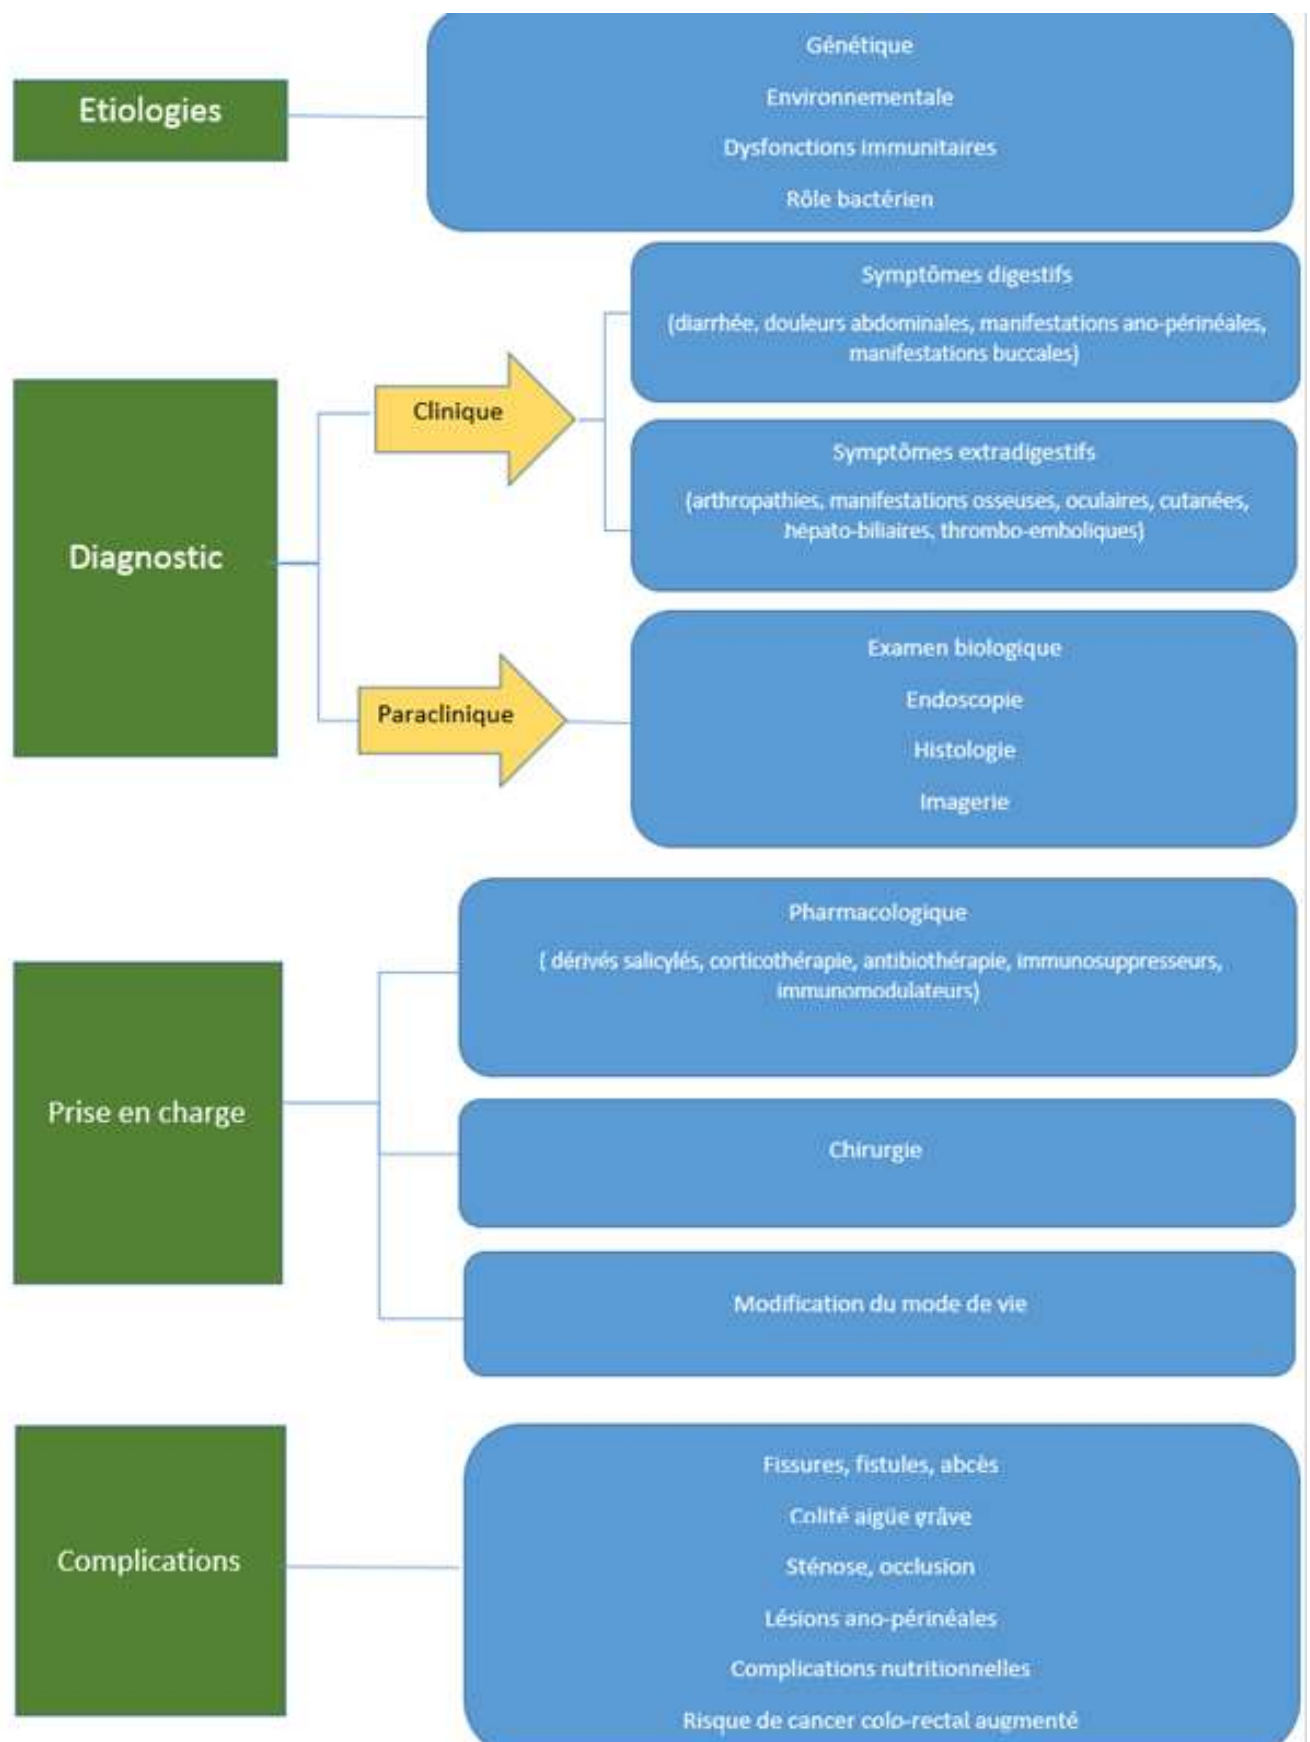 Etiologies
Génétique
Environnementale
Dysfonctions immunitaires
Rôle bactérien
Diagnostic
Clinique
Symptômes digestifs
(diarrhée, douleurs abdominales, manifestations ano-périnéales,
manifestations buccales)
Symptômes extradigestifs
(arthropathies, manifestations osseuses, oculaires, cutanées,
hépato-biliaires, thrombo-emboliques)
Paraclinique
Examen biologique
Endoscopie
Histologie
Imagerie
Prise en charge
Pharmacologique
( dérivés salicylés, corticothérapie, antibiothérapie, immunosuppresseurs,
immunomodulateurs)
Chirurgie
Modification du mode de vie
Complications
Fissures, fistules, abcès
Colité aigüe grâve
Sténose, occlusion
Lésions ano-périnéales
Complications nutritionnelles
Risque de cancer colo-rectal augmenté